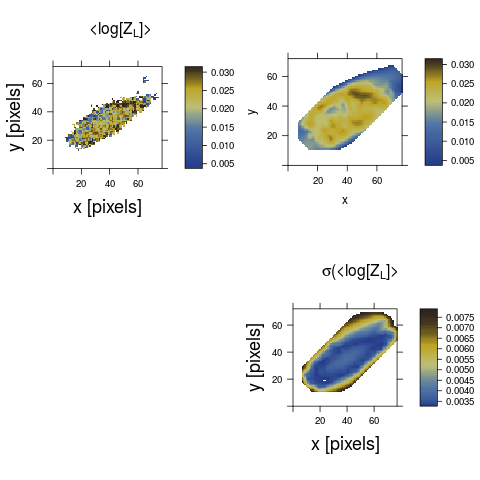 <log[Z_L]>
y [pixels]
60
40
20
20 40 60
x [pixels]
0.030
0.025
0.020
0.015
0.010
0.005
y
60
40
20
20 40 60
x
0.030
0.025
0.020
0.015
0.010
0.005
σ(<log[Z_L]>
y [pixels]
60
40
20
20 40 60
x [pixels]
0.0075
0.0070
0.0065
0.0060
0.0055
0.0050
0.0045
0.0040
0.0035